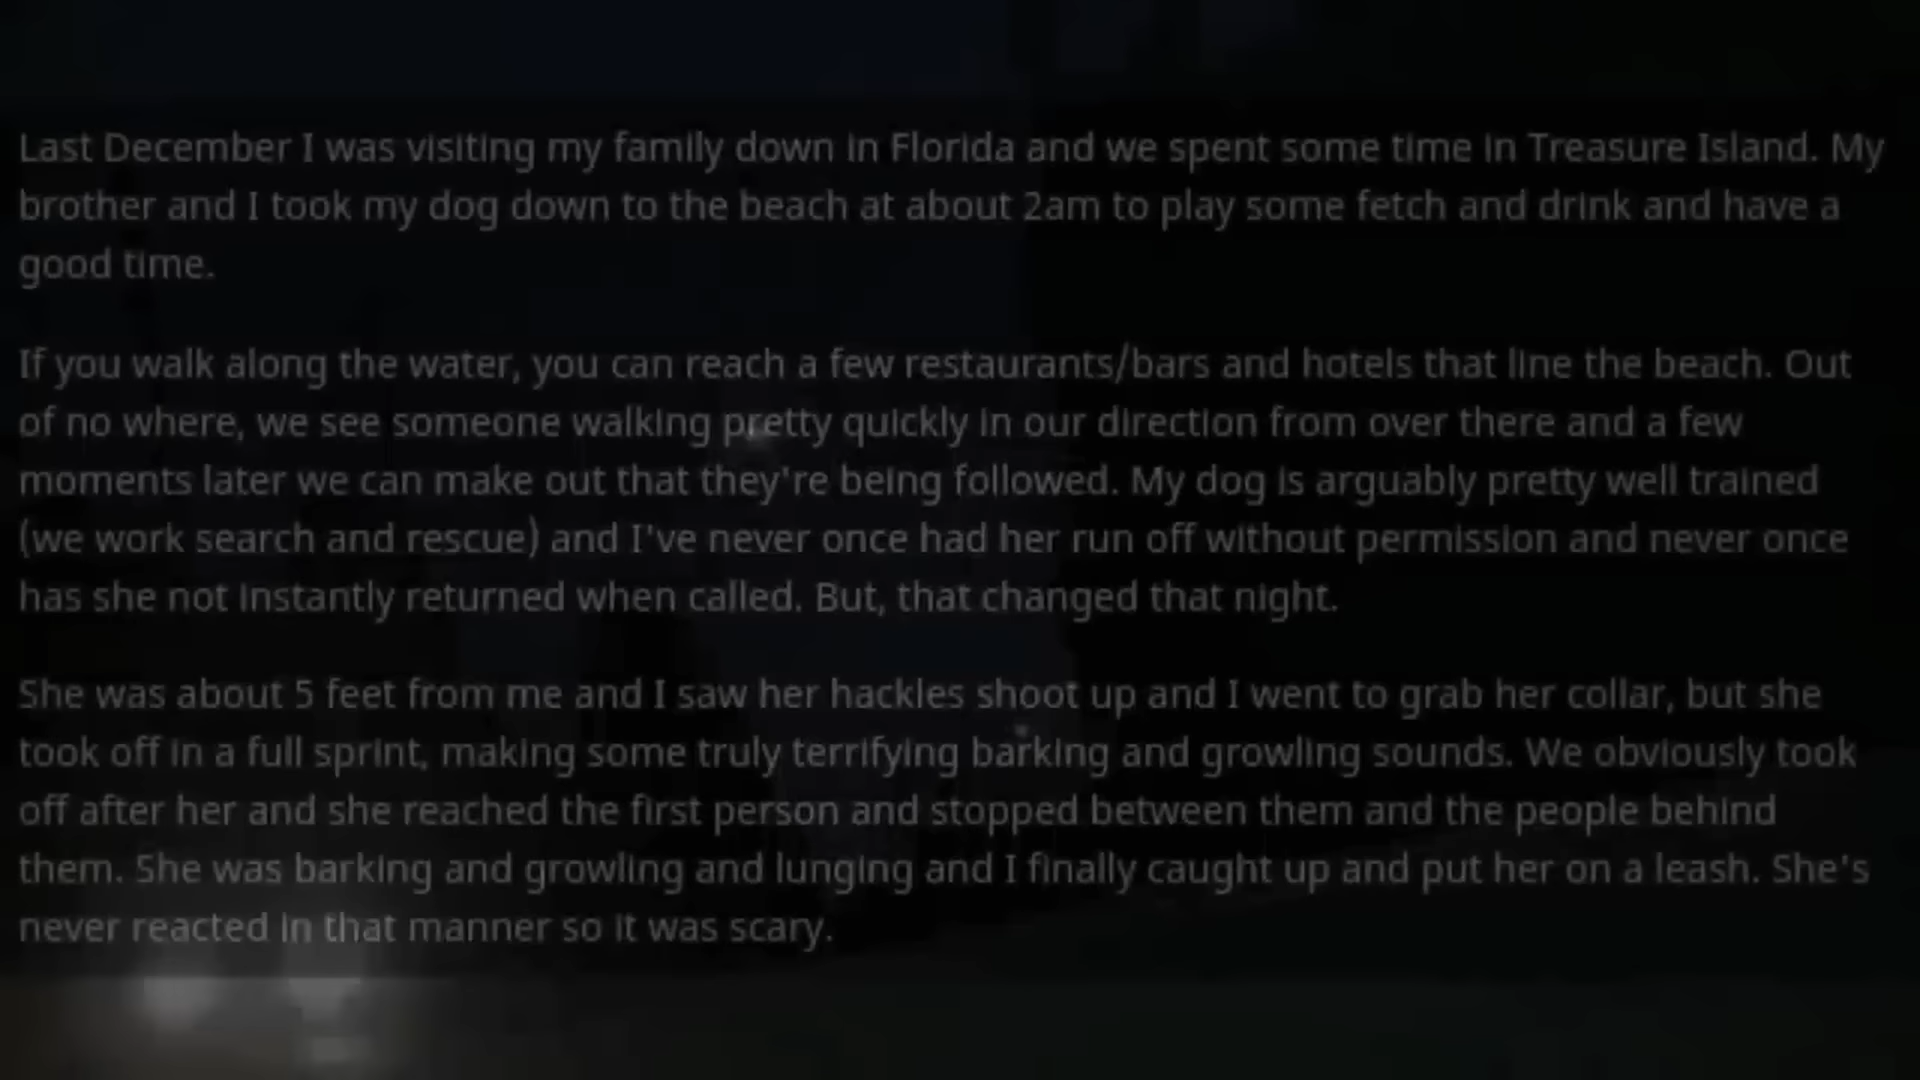 Last December I was visiting my family down in Florida and we spent some time in Treasure Island. My
brother and I took my dog down to the beach at about 2am to play some fetch and drink and have a
good time.
If you walk along the water, you can reach a few restaurants/bars and hotels that line the beach. Out
of no where, we see someone walking pretty quickly in our direction from over there and a few
moments later we can make out that they're being followed. My dog is arguably pretty well trained
(we work search and rescue) and I've never once had her run off without permission and never once
has she not instantly returned when called. But, that changed that night.
She was about 5 feet from me and I saw her hackles shoot up and I went to grab her collar, but she
took off in a full sprint, making some truly terrifying barking and growling sounds. We obviously took
off after her and she reached the first person and stopped between them and the people behind
them. She was barking and growling and lunging and I finally caught up and put her on a leash. She's
never reacted in that manner so it was scary.